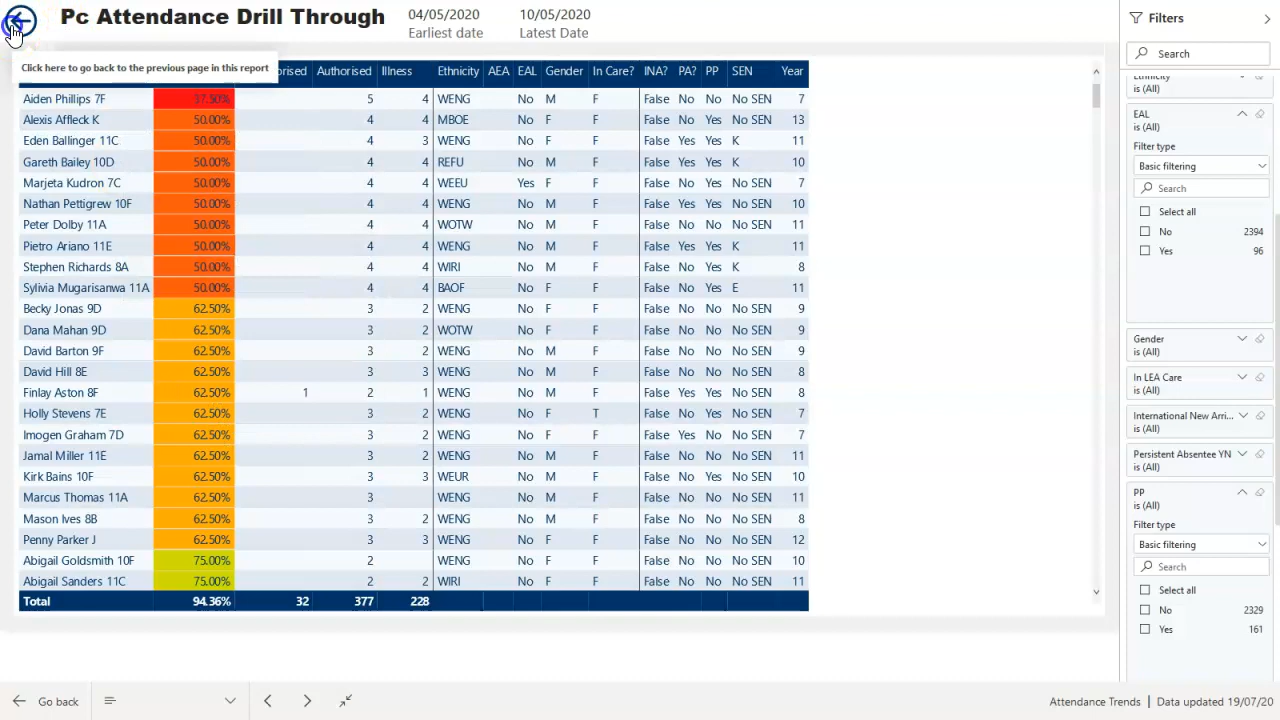 Pc Attendance Drill Through
04/05/2020
Earliest date
10/05/2020
Latest Date
Click here to go back to the previous page in this report
orised Authorised Illness Ethnicity AEA EAL Gender In Care? INA? PA? PP SEN Year
Aiden Phillips 7F 37.50% 5 4 WENG No M F False No No No SEN 7
Alexis Affleck K 50.00% 4 4 MBOE No F F False No Yes No SEN 13
Eden Ballinger 11C 50.00% 4 3 WENG No F F False Yes Yes K 11
Gareth Bailey 10D 50.00% 4 4 REFU No M F False No Yes K 10
Marjeta Kudron 7C 50.00% 4 4 WEEU Yes F F False No Yes No SEN 7
Nathan Pettigrew 10F 50.00% 4 4 WENG No M F False Yes Yes No SEN 10
Peter Dolby 11A 50.00% 4 4 WOTW No M F False No No No SEN 11
Pietro Ariano 11E 50.00% 4 4 WENG No M F False Yes Yes K 11
Stephen Richards 8A 50.00% 4 4 WIRI No M F False No Yes K 8
Sylivia Mugarisanwa 11A 50.00% 4 4 BAOF No F F False No Yes E 11
Becky Jonas 9D 62.50% 3 2 WENG No F F False No No No SEN 9
Dana Mahan 9D 62.50% 3 2 WOTW No F F False No No No SEN 9
David Barton 9F 62.50% 3 2 WENG No M F False No No No SEN 9
David Hill 8E 62.50% 3 3 WENG No M F False No No No SEN 8
Finlay Aston 8F 62.50% 1 2 1 WENG No M F False Yes Yes No SEN 8
Holly Stevens 7E 62.50% 3 2 WENG No F T False No Yes No SEN 7
Imogen Graham 7D 62.50% 3 2 WENG No F F False Yes No No SEN 7
Jamal Miller 11E 62.50% 3 2 WENG No M F False No No No SEN 11
Kirk Bains 10F 62.50% 3 3 WEUR No M F False No Yes No SEN 10
Marcus Thomas 11A 62.50% 3 WENG No M F False No No No SEN 11
Mason Ives 8B 62.50% 3 2 WENG No M F False No No No SEN 8
Penny Parker J 62.50% 3 3 WENG No F F False No No No SEN 12
Abigail Goldsmith 10F 75.00% 2 WENG No F F False No No No SEN 10
Abigail Sanders 11C 75.00% 2 2 WIRI No F F False No No No SEN 11
Total 94.36% 32 377 228
Filters
Search
Ethnicity
is (All)
EAL
is (All)
Filter type
Basic filtering
Search
Select all
No 2394
Yes 96
Gender
is (All)
In LEA Care
is (All)
International New Arri...
is (All)
Persistent Absentee YN
is (All)
PP
is (All)
Filter type
Basic filtering
Search
Select all
No 2329
Yes 161
Go back
Attendance Trends | Data updated 19/07/20